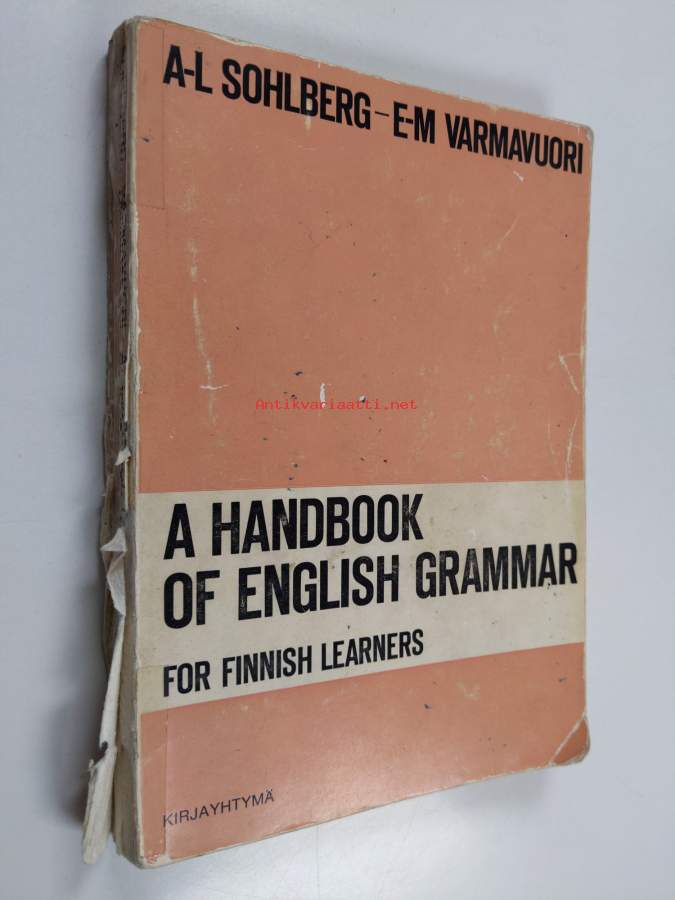 A-L SOHLBERG - E-M VARMAVUORI
Antikvariaatti.net
A HANDBOOK
OF ENGLISH GRAMMAR
FOR FINNISH LEARNERS
KIRJAYHTYMÄ